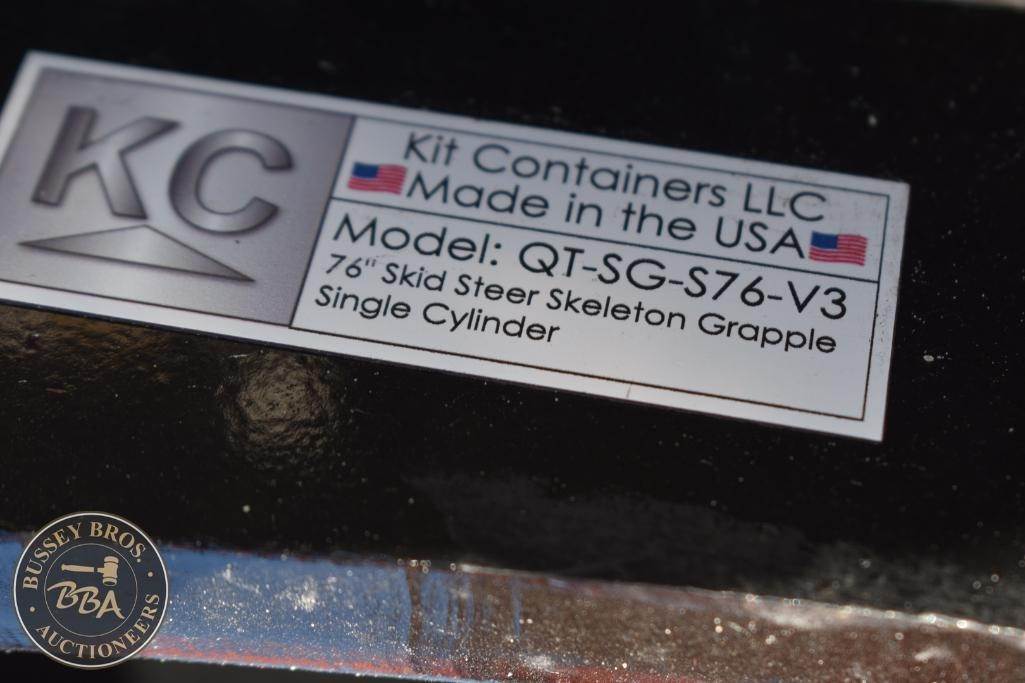 KC
Kit Containers LLC
Made in the USA
Model: QT-SG-S76-V3
76" Skid Steer Skeleton Grapple
Single Cylinder
BUSSEY BROS.
BBA
AUCTIONEERS